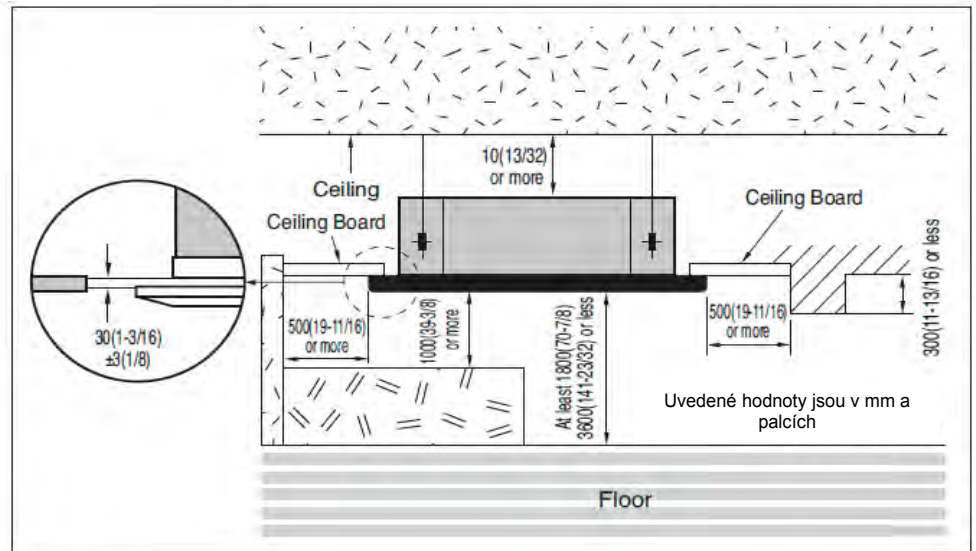 10(13/32)
or more
Ceiling
Ceiling Board
Ceiling Board
30(1-3/16)
±3(1/8)
500(19-11/16)
or more
1000(39-3/8)
or more
At least 1800(70-7/8)
3600(141-23/32) or less
500(19-11/16)
or more
300(11-13/16) or less
Uvedené hodnoty jsou v mm a
palcích
Floor